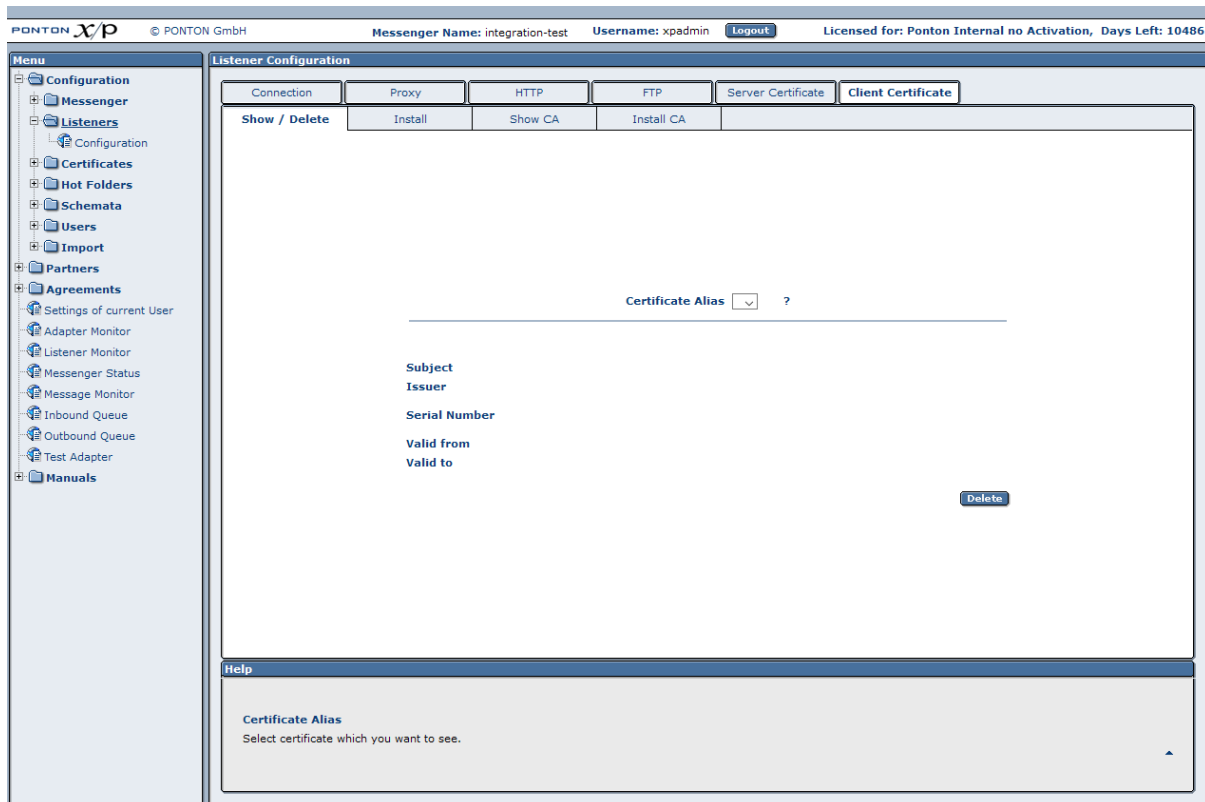 PONTON X/P © PONTON GmbH Messenger Name: integration-test Username: xpadmin Logout Licensed for: Ponton Internal no Activation, Days Left: 10486
Menu
Configuration
Messenger
Listeners
Configuration
Certificates
Hot Folders
Schemata
Users
Import
Partners
Agreements
Settings of current User
Adapter Monitor
Listener Monitor
Messenger Status
Message Monitor
Inbound Queue
Outbound Queue
Test Adapter
Manuals
Listener Configuration
Connection Proxy HTTP FTP Server Certificate Client Certificate
Show / Delete Install Show CA Install CA
Certificate Alias ?
Subject
Issuer
Serial Number
Valid from
Valid to
Delete
Help
Certificate Alias
Select certificate which you want to see.